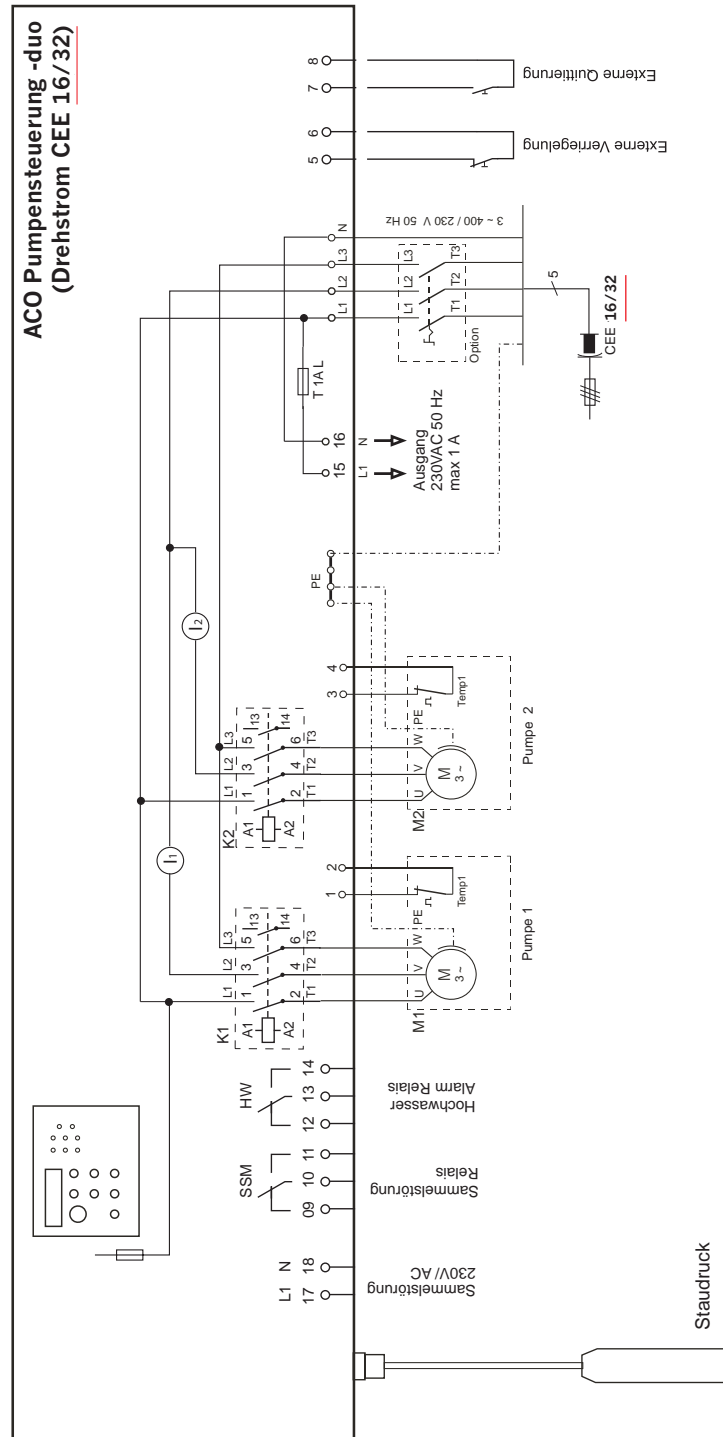 ACO Pumpensteuerung -duo
(Drehstrom CEE 16/32)
L1 N
17 18
Sammelstörung
230V/AC
SSM
09 10 11
Sammelstörung
Relais
HW
12 13 14
Hochwasser
Alarm Relais
K1
A1
A2
L1 L2 L3
1 3 5 13
2 4 6 14
T1 T2 T3
I1
1 2
M1
U V W
M
3 ~
PE
Temp1
Pumpe 1
K2
A1
A2
L1 L2 L3
1 3 5 13
2 4 6 14
T1 T2 T3
I2
3 4
M2
U V W
M
3 ~
PE
Temp1
Pumpe 2
PE
T 1A L
15 16
L1 N
Ausgang
230VAC 50 Hz
max 1 A
L1 L2 L3 N
L1 L2 L3
T1 T2 T3
Option
3 ~ 400 / 230 V 50 Hz
5
CEE 16/32
5 6
Externe Verriegelung
7 8
Externe Quittierung
Staudruck